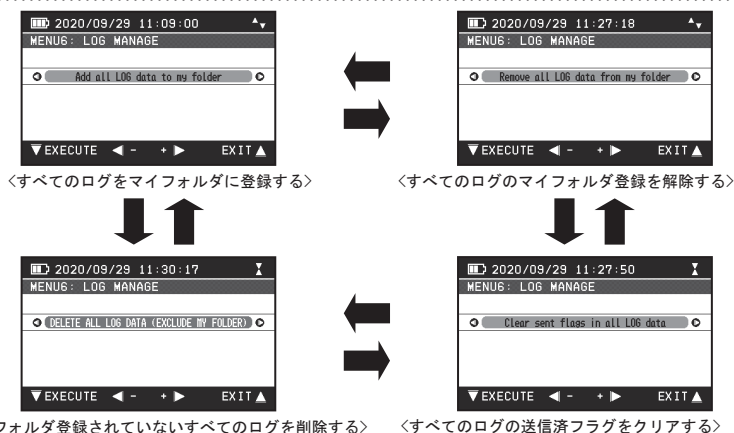 2020/09/29 11:09:00
MENU6: LOG MANAGE
Add all LOG data to my folder
EXECUTE - + EXIT
<すべてのログをマイフォルダに登録する>
2020/09/29 11:27:18
MENU6: LOG MANAGE
Remove all LOG data from my folder
EXECUTE - + EXIT
<すべてのログのマイフォルダ登録を解除する>
2020/09/29 11:30:17
MENU6: LOG MANAGE
DELETE ALL LOG DATA (EXCLUDE MY FOLDER)
EXECUTE - + EXIT
フォルダ登録されていないすべてのログを削除する>
2020/09/29 11:27:50
MENU6: LOG MANAGE
Clear sent flags in all LOG data
EXECUTE - + EXIT
<すべてのログの送信済フラグをクリアする>